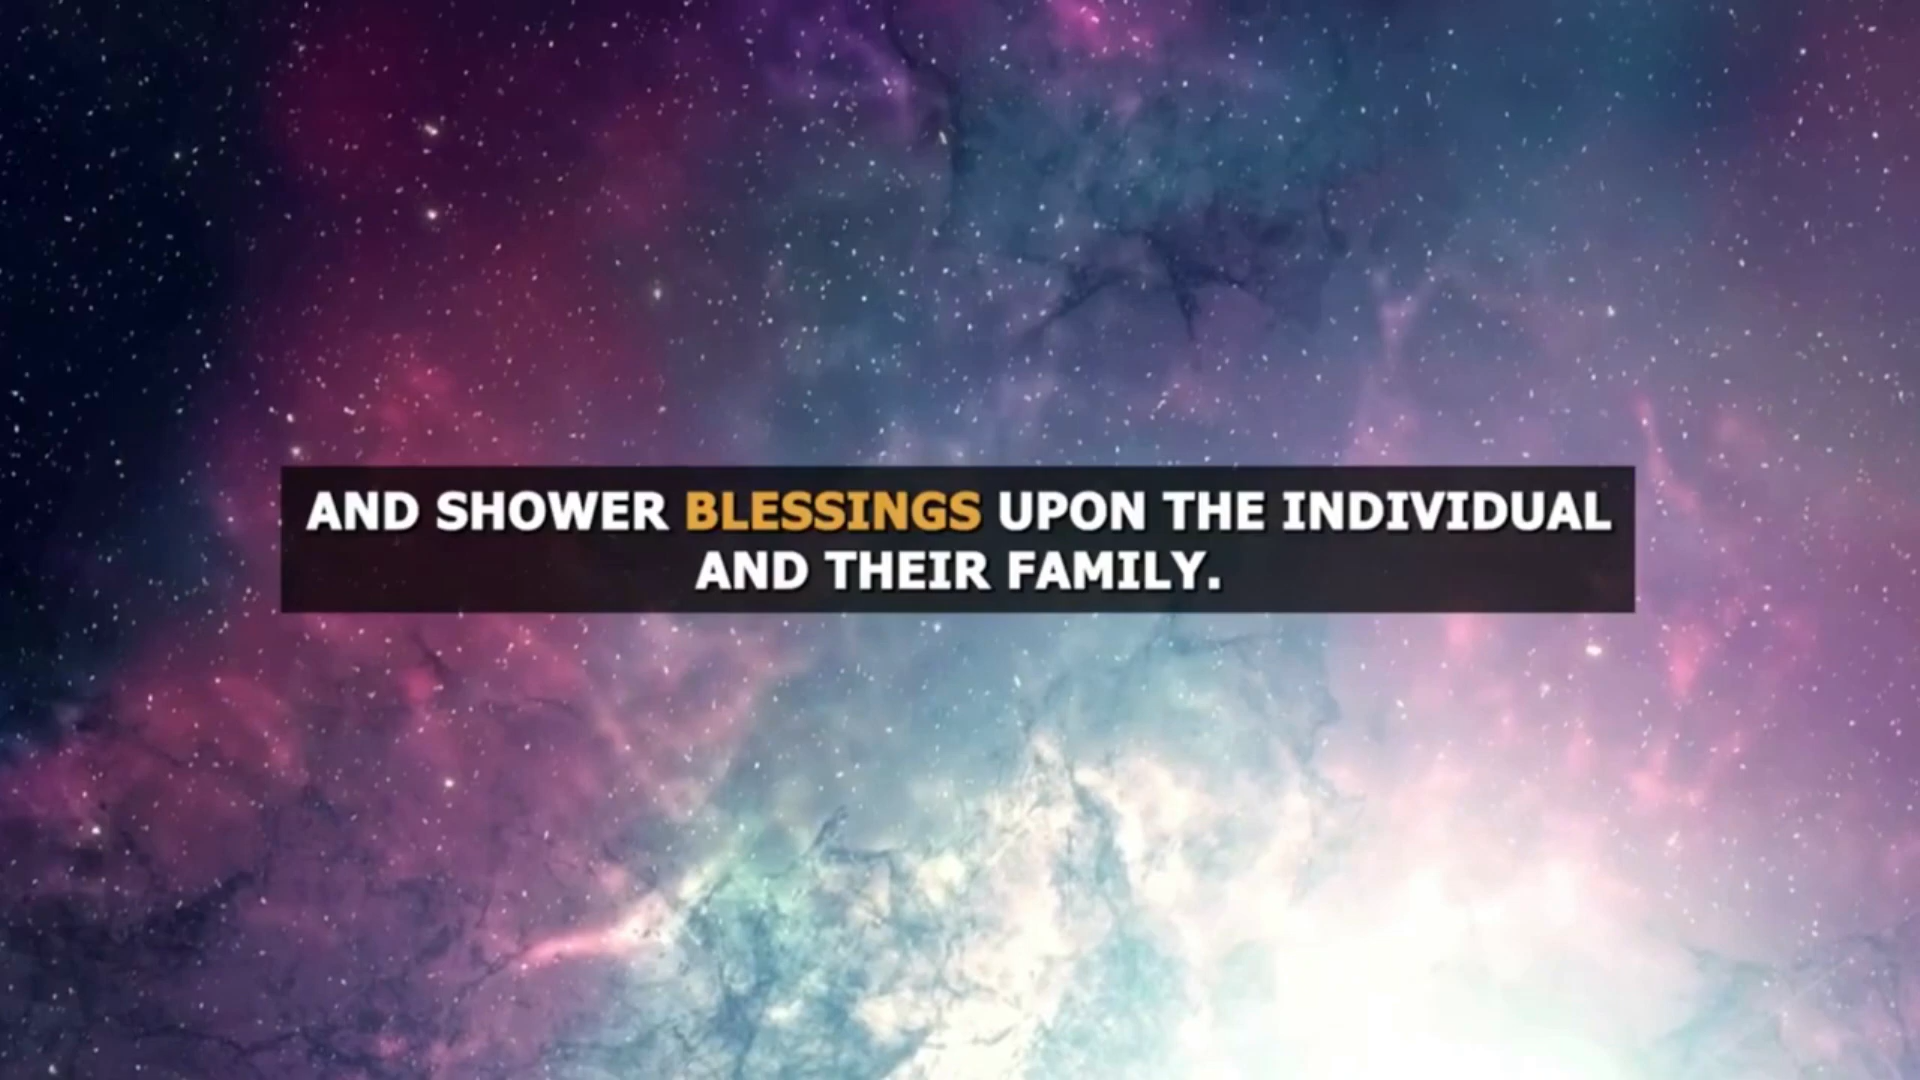 AND SHOWER BLESSINGS UPON THE INDIVIDUAL
AND THEIR FAMILY.